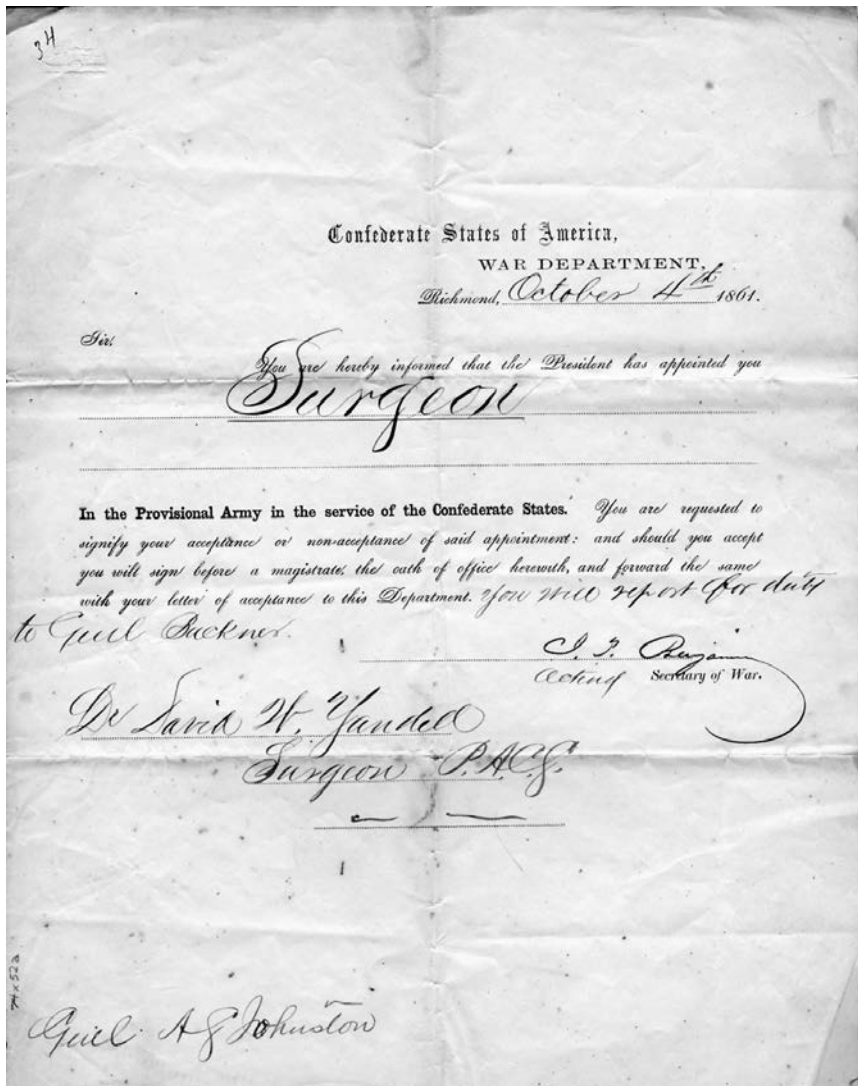 34
Confederate States of America,
WAR DEPARTMENT,
Richmond, October 4th 1861.
Sir:
You are hereby informed that the President has appointed you
Surgeon
In the Provisional Army in the service of the Confederate States. You are requested to
signify your acceptance or non-acceptance of said appointment: and should you accept
you will sign before a magistrate, the oath of office herewith, and forward the same
with your letter of acceptance to this Department. You will report for duty
to Genl Buckner.
J. P. Benjamin
Acting Secretary of War.
Dr David W. Yandell
Surgeon P.A.C.S.
Genl. A S Johnston